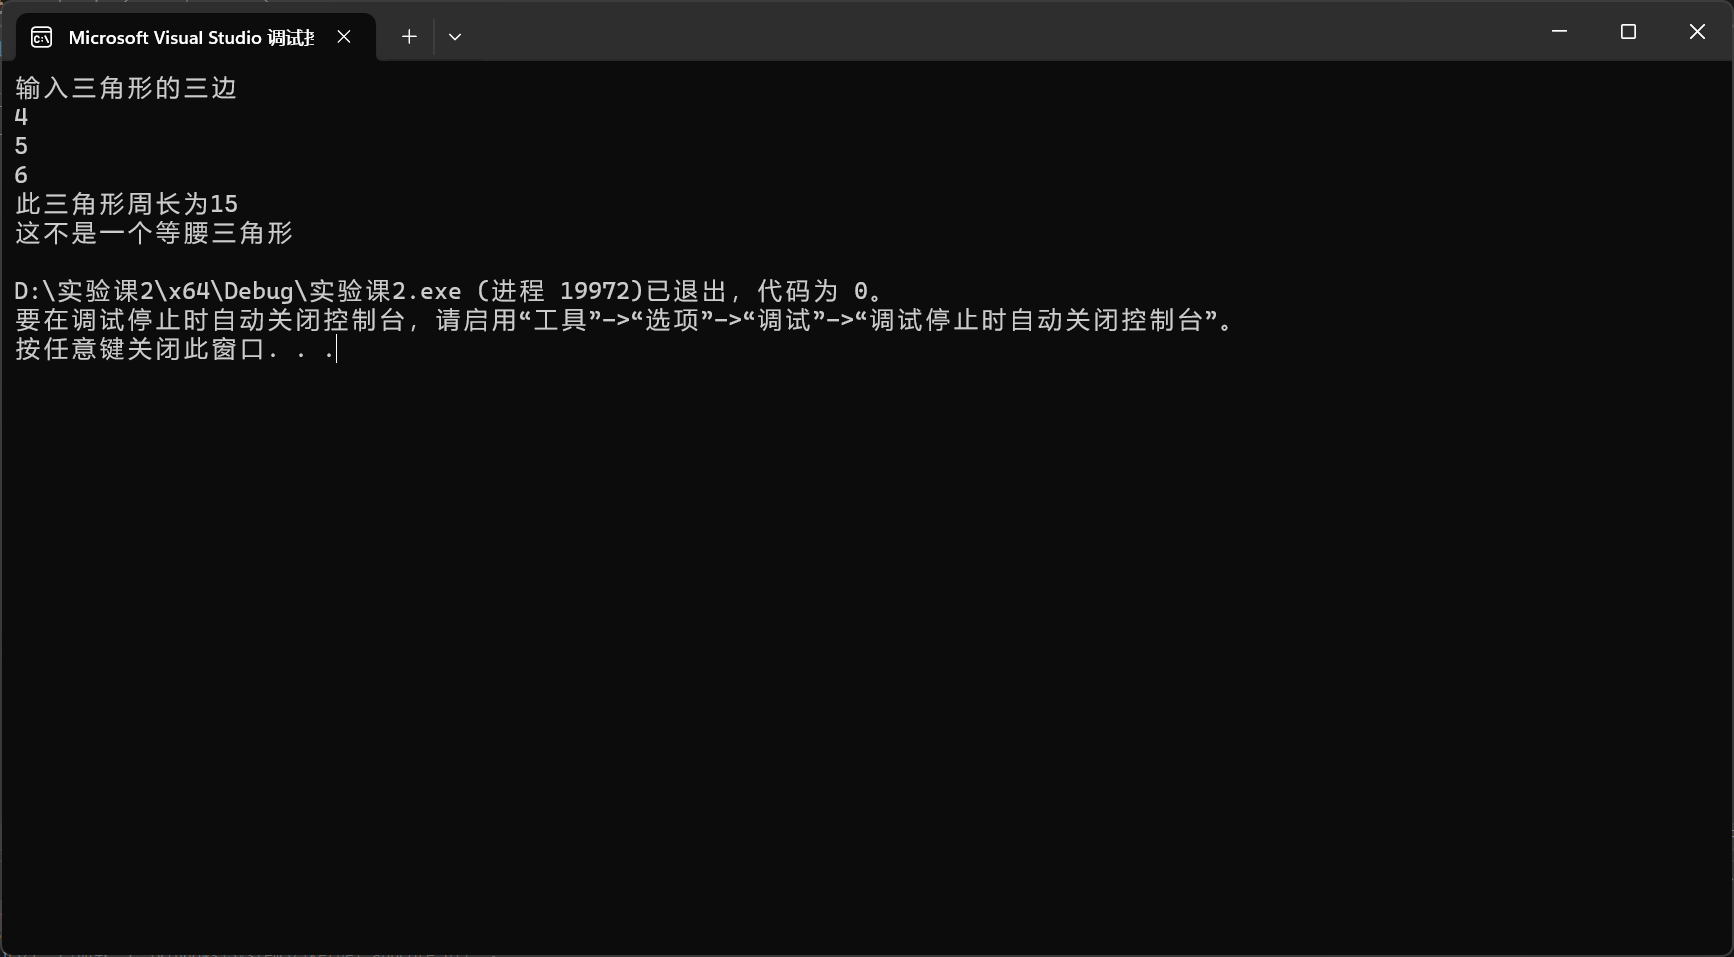 Microsoft Visual Studio 调试
输入三角形的三边
4
5
6
此三角形周长为15
这不是一个等腰三角形
D:\实验课2\x64\Debug\实验课2.exe (进程 19972)已退出，代码为 0。
要在调试停止时自动关闭控制台，请启用“工具”->“选项”->“调试”->“调试停止时自动关闭控制台”。
按任意键关闭此窗口. . .